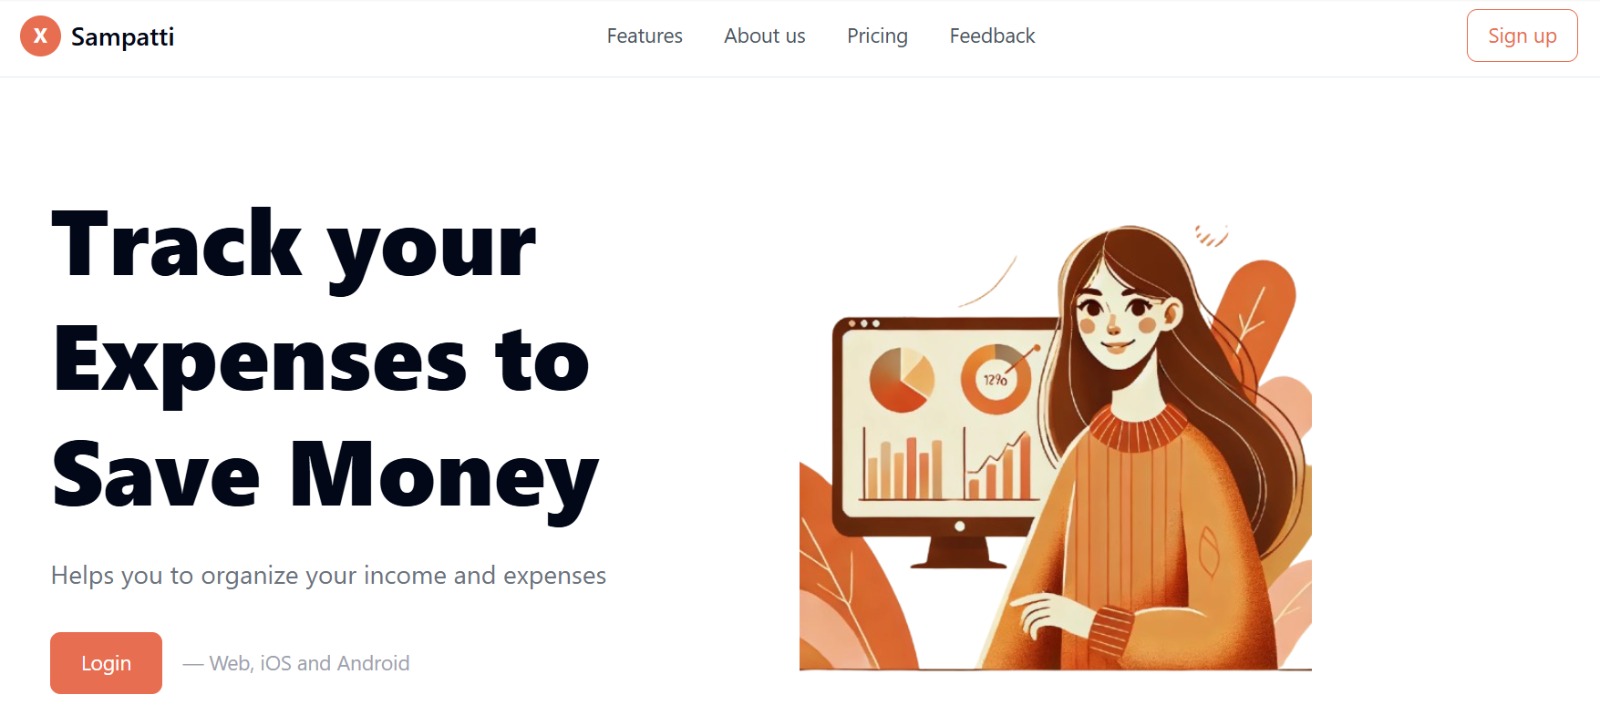 X Sampatti
Features About us Pricing Feedback
Sign up
Track your
Expenses to
Save Money
Helps you to organize your income and expenses
Login — Web, iOS and Android
12%